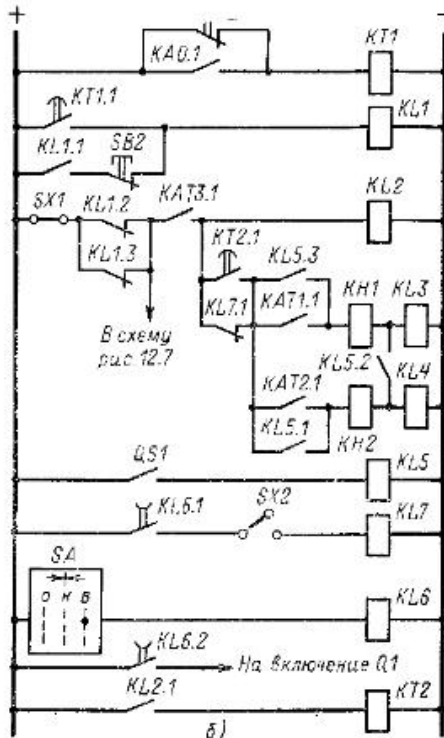 + –
KA0.1 KT1
KT1.1
KL1.1 SB2 KL1
SX1 KL1.2 KAT3.1 KL2
KL1.3 KT2.1 KL5.3
KL7.1 KAT1.1 KH1 KL3
В схему
рис. 12.7
KL5.2 KL4
KAT2.1
KL5.1 KH2
QS1 KL5
KL6.1 SX2 KL7
SA
О Н В
KL6
KL6.2 На включение Q1
KL2.1 KT2
б)